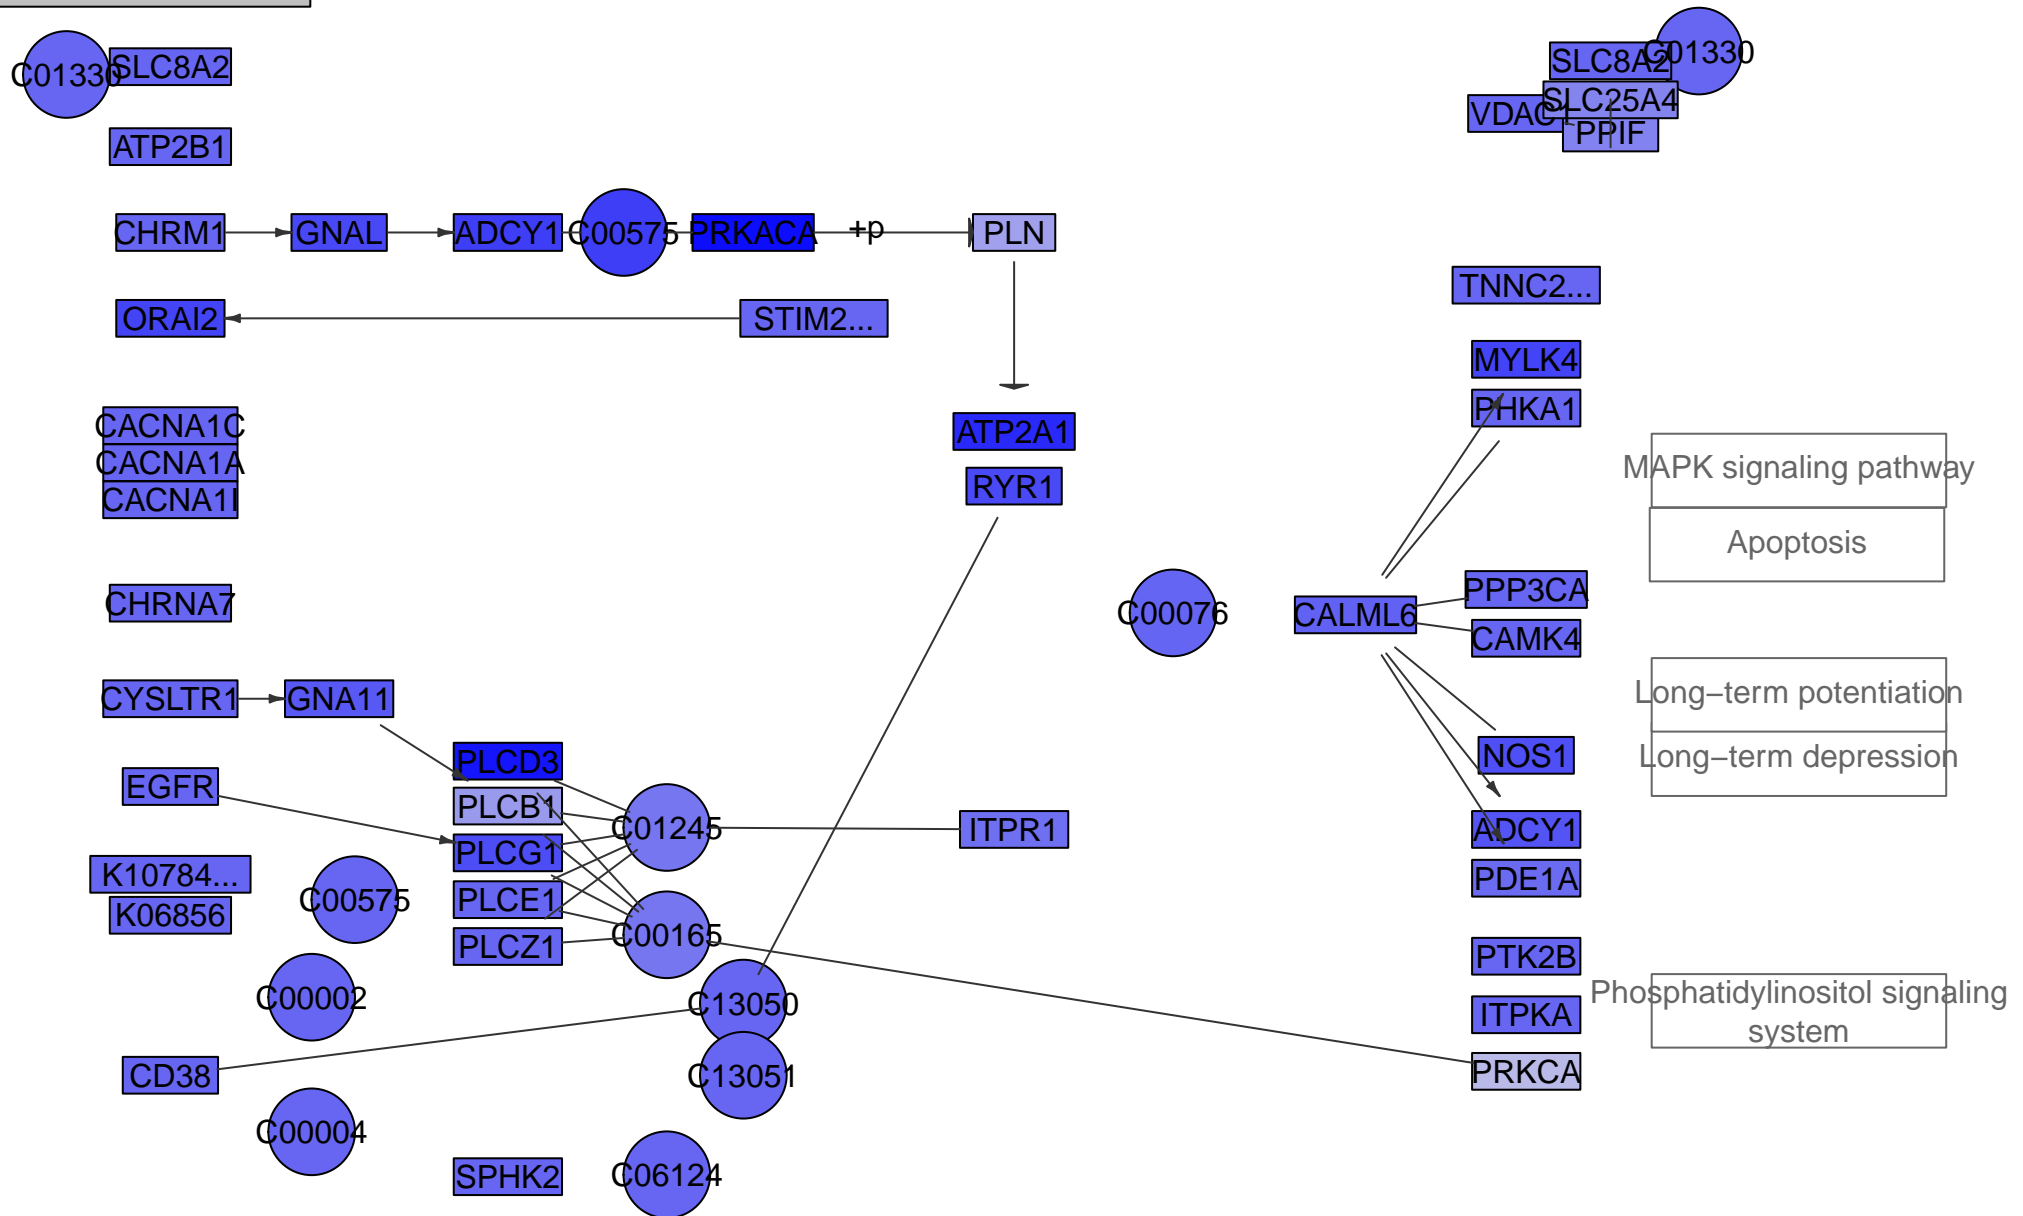 C01330
SLC8A2
ATP2B1
CHRM1
GNAL
ADCY1
C00575
PRKACA
+p
PLN
ORAI2
STIM2...
CACNA1C
CACNA1A
CACNA1I
ATP2A1
RYR1
CHRNA7
CYSLTR1
GNA11
PLCD3
EGFR
PLCB1
C01245
ITPR1
PLCG1
K10784...
K06856
C00575
PLCE1
C00165
PLCZ1
C00002
C13050
CD38
C13051
C00004
SPHK2
C06124
SLC8A2
C01330
SLC25A4
VDAC1
PPIF
TNNC2...
MYLK4
PHKA1
MAPK signaling pathway
Apoptosis
C00076
CALML6
PPP3CA
CAMK4
Long−term potentiation
NOS1
Long−term depression
ADCY1
PDE1A
PTK2B
ITPKA
Phosphatidylinositol signaling
system
PRKCA